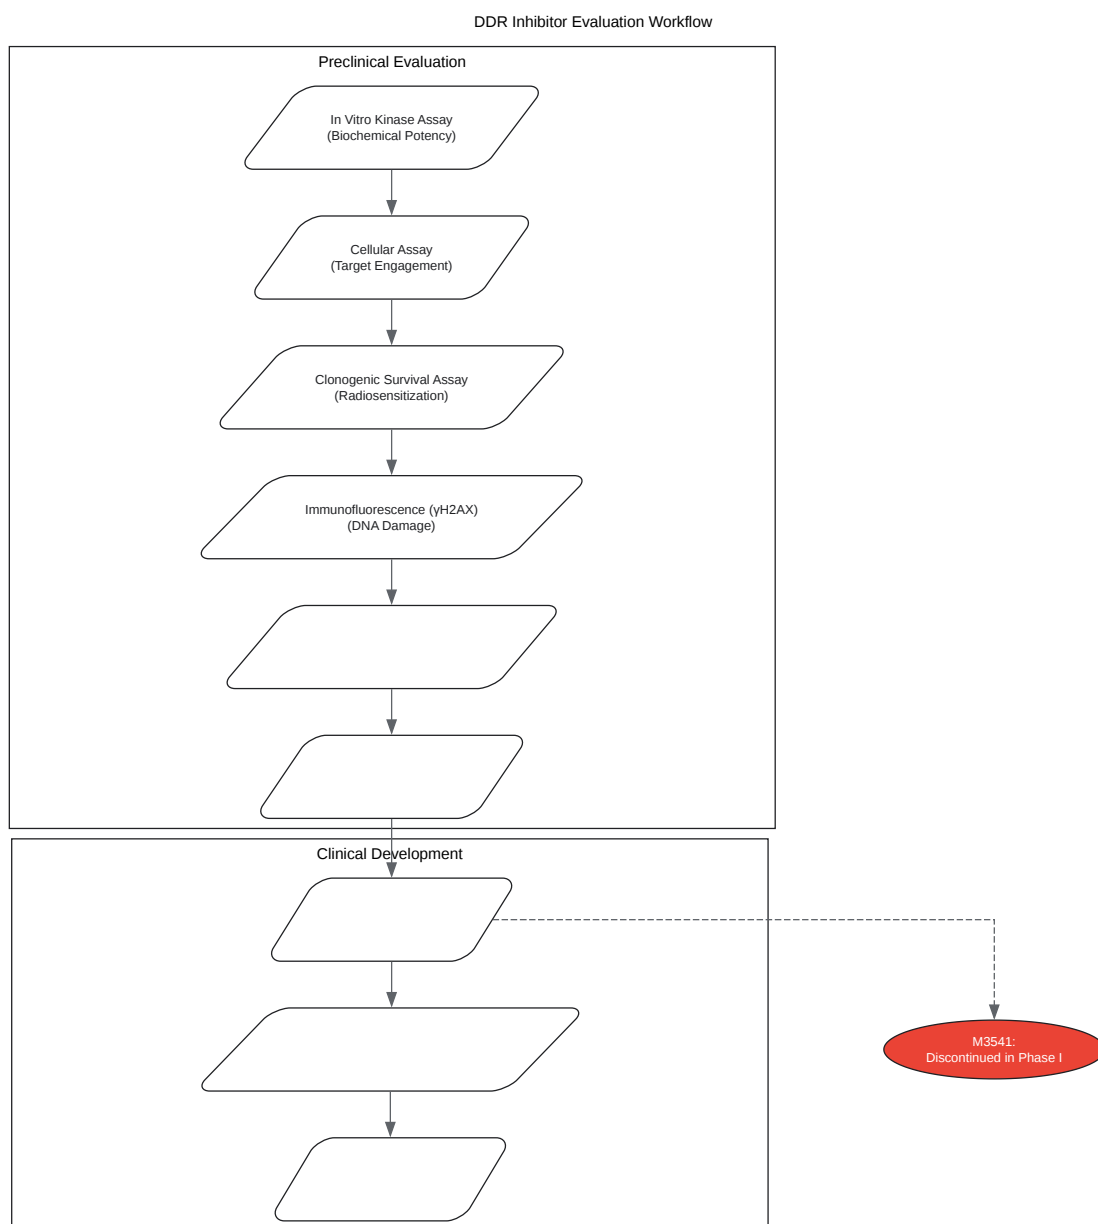 DDR Inhibitor Evaluation Workflow
Preclinical Evaluation
In Vitro Kinase Assay
(Biochemical Potency)
Cellular Assay
(Target Engagement)
Clonogenic Survival Assay
(Radiosensitization)
Immunofluorescence (γH2AX)
(DNA Damage)
Clinical Development
M3541:
Discontinued in Phase I